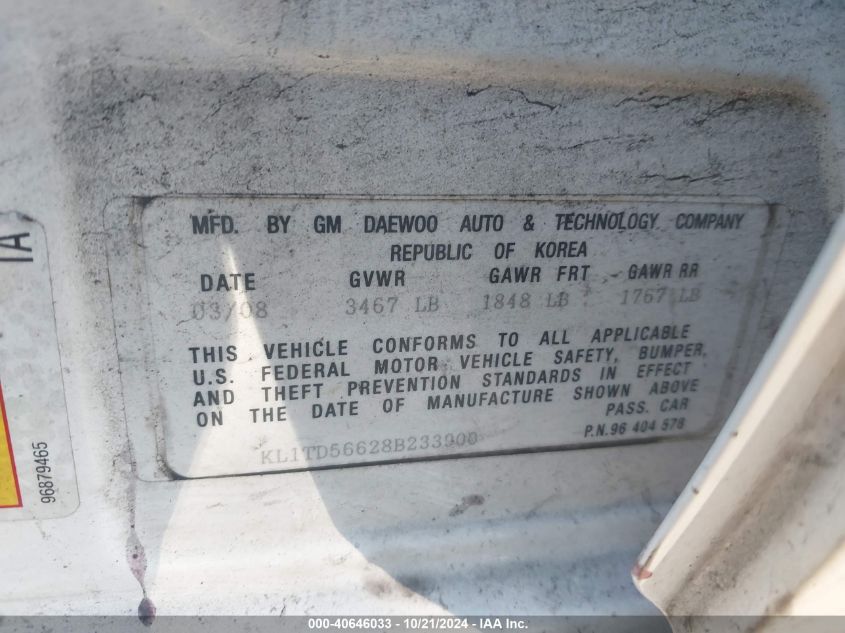 MFD. BY GM DAEWOO AUTO & TECHNOLOGY COMPANY
REPUBLIC OF KOREA
DATE GVWR GAWR FRT GAWR RR
03/08 3467 LB 1848 LB 1767 LB
THIS VEHICLE CONFORMS TO ALL APPLICABLE
U.S. FEDERAL MOTOR VEHICLE SAFETY, BUMPER,
AND THEFT PREVENTION STANDARDS IN EFFECT
ON THE DATE OF MANUFACTURE SHOWN ABOVE
PASS. CAR
KL1TD56628B233900 P.N.96 404 578
IA
96879465
000-40646033 - 10/21/2024 - IAA Inc.